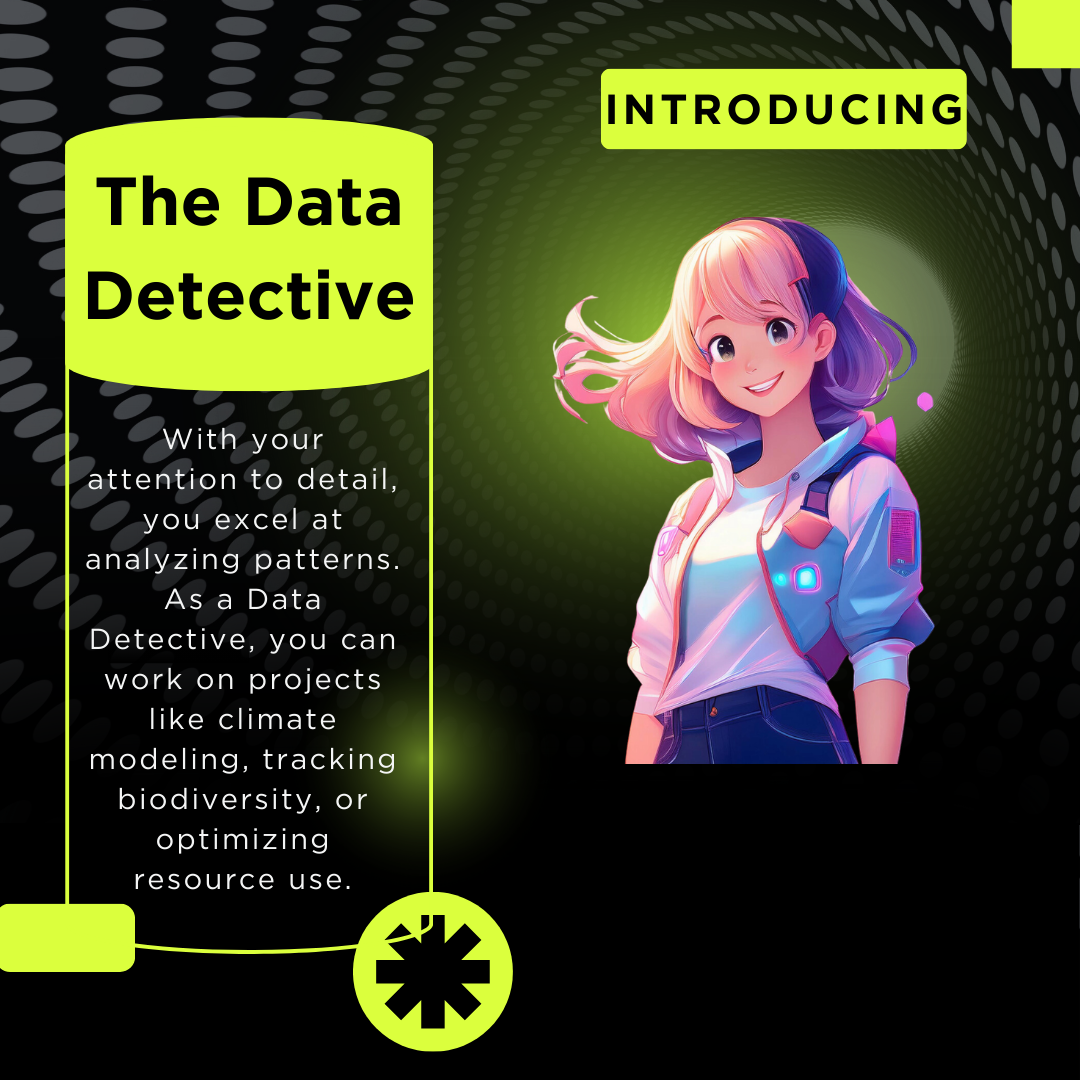 INTRODUCING
The Data
Detective
With your
attention to detail,
you excel at
analyzing patterns.
As a Data
Detective, you can
work on projects
like climate
modeling, tracking
biodiversity, or
optimizing
resource use.